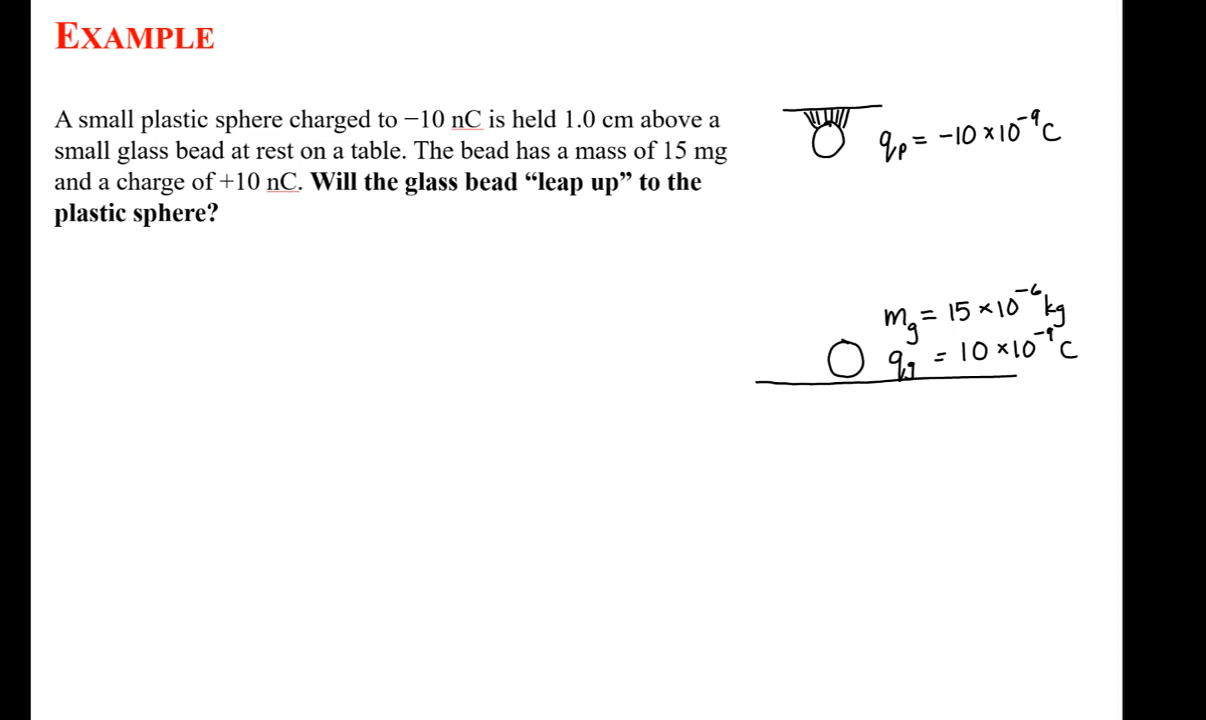 EXAMPLE
A small plastic sphere charged to −10 nC is held 1.0 cm above a
small glass bead at rest on a table. The bead has a mass of 15 mg
and a charge of +10 nC. Will the glass bead “leap up” to the
plastic sphere?
qₚ = −10 × 10⁻⁹ C
m_g = 15 × 10⁻⁶ kg
q_g = 10 × 10⁻⁹ C